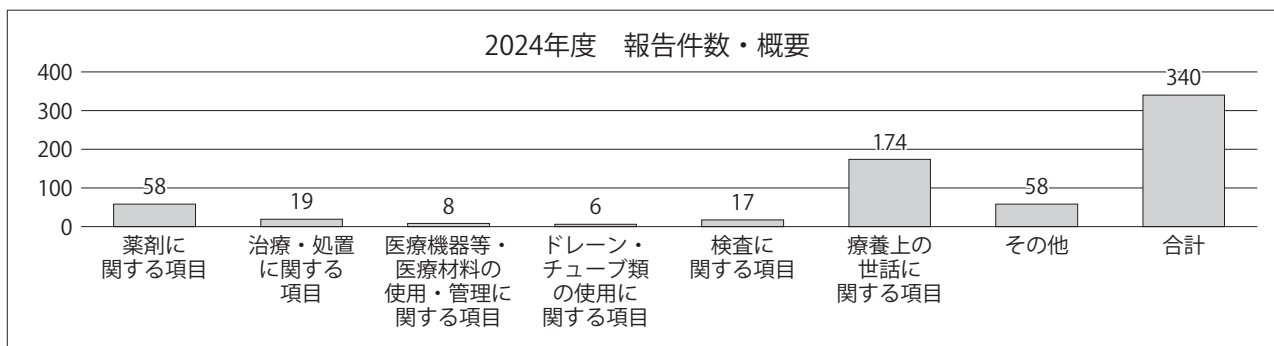 2024年度　報告件数・概要
400
300
200
100
0
58
19
8
6
17
174
58
340
薬剤に
関する項目
治療・処置
に関する
項目
医療機器等・
医療材料の
使用・管理に
関する項目
ドレーン・
チューブ類
の使用に
関する項目
検査に
関する項目
療養上の
世話に
関する項目
その他
合計